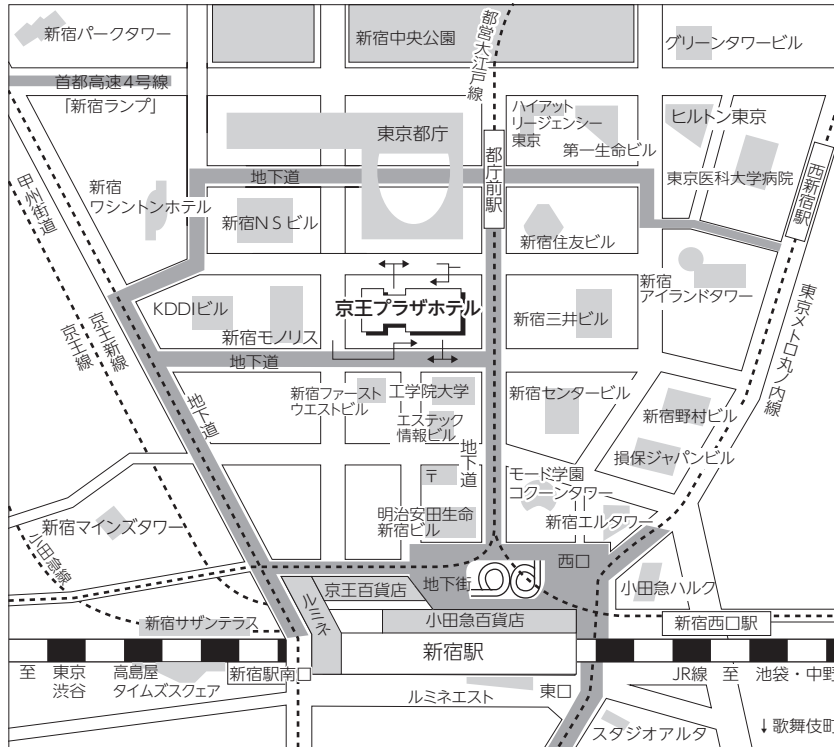 新宿パークタワー
新宿中央公園
都営大江戸線
グリーンタワービル
首都高速4号線
「新宿ランプ」
東京都庁
ハイアット
リージェンシー
東京
第一生命ビル
ヒルトン東京
都庁前駅
西新宿駅
甲州街道
新宿
ワシントンホテル
地下道
新宿NSビル
東京医科大学病院
新宿住友ビル
KDDIビル
新宿モノリス
京王プラザホテル
新宿三井ビル
新宿
アイランドタワー
京王線
京王新線
地下道
東京メトロ丸ノ内線
地下道
新宿ファースト
ウエストビル
工学院大学
エステック
情報ビル
地下道
新宿センタービル
新宿野村ビル
損保ジャパンビル
〒
モード学園
コクーンタワー
明治安田生命
新宿ビル
新宿エルタワー
新宿マインズタワー
小田急線
西口
地下街
京王百貨店
小田急ハルク
ルミネ
小田急百貨店
新宿サザンテラス
新宿西口駅
新宿駅
至
東京
渋谷
高島屋
タイムズスクェア
新宿駅南口
JR線
至
池袋・中野
ルミネエスト
東口
スタジオアルタ
↓歌舞伎町